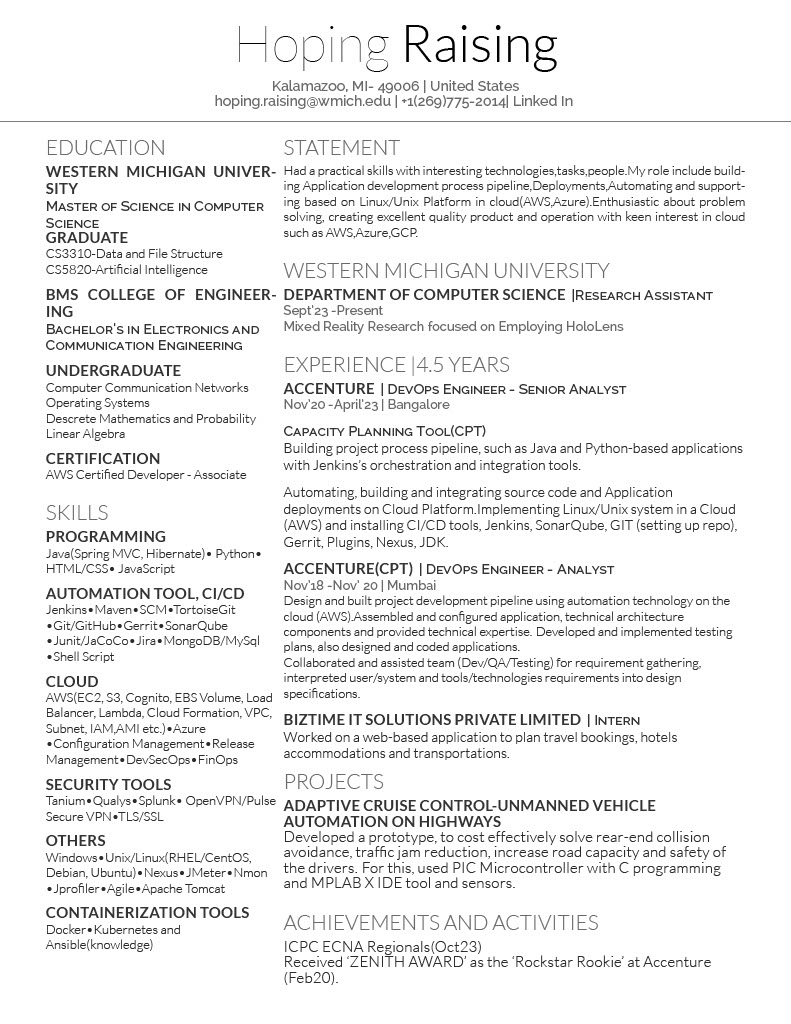 Hoping Raising
Kalamazoo, MI- 49006 | United States
hoping.raising@wmich.edu | +1(269)775-2014| Linked In
EDUCATION
WESTERN MICHIGAN UNIVER-
SITY
Master of Science in Computer
Science
GRADUATE
CS3310-Data and File Structure
CS5820-Artificial Intelligence
BMS COLLEGE OF ENGINEER-
ING
Bachelor's in Electronics and
Communication Engineering
UNDERGRADUATE
Computer Communication Networks
Operating Systems
Descrete Mathematics and Probability
Linear Algebra
CERTIFICATION
AWS Certified Developer - Associate
SKILLS
PROGRAMMING
Java(Spring MVC, Hibernate)• Python•
HTML/CSS• JavaScript
AUTOMATION TOOL, CI/CD
Jenkins•Maven•SCM•TortoiseGit
•Git/GitHub•Gerrit•SonarQube
•Junit/JaCoCo•Jira•MongoDB/MySql
•Shell Script
CLOUD
AWS(EC2, S3, Cognito, EBS Volume, Load
Balancer, Lambda, Cloud Formation, VPC,
Subnet, IAM,AMI etc.)•Azure
•Configuration Management•Release
Management•DevSecOps•FinOps
SECURITY TOOLS
Tanium•Qualys•Splunk• OpenVPN/Pulse
Secure VPN•TLS/SSL
OTHERS
Windows•Unix/Linux(RHEL/CentOS,
Debian, Ubuntu)•Nexus•JMeter•Nmon
•Jprofiler•Agile•Apache Tomcat
CONTAINERIZATION TOOLS
Docker•Kubernetes and
Ansible(knowledge)
STATEMENT
Had a practical skills with interesting technologies,tasks,people.My role include build-
ing Application development process pipeline,Deployments,Automating and support-
ing based on Linux/Unix Platform in cloud(AWS,Azure).Enthusiastic about problem
solving, creating excellent quality product and operation with keen interest in cloud
such as AWS,Azure,GCP.
WESTERN MICHIGAN UNIVERSITY
DEPARTMENT OF COMPUTER SCIENCE |Research Assistant
Sept'23 -Present
Mixed Reality Research focused on Employing HoloLens
EXPERIENCE |4.5 YEARS
ACCENTURE | DevOps Engineer - Senior Analyst
Nov'20 -April'23 | Bangalore
Capacity Planning Tool(CPT)
Building project process pipeline, such as Java and Python-based applications
with Jenkins's orchestration and integration tools.
Automating, building and integrating source code and Application
deployments on Cloud Platform.Implementing Linux/Unix system in a Cloud
(AWS) and installing CI/CD tools, Jenkins, SonarQube, GIT (setting up repo),
Gerrit, Plugins, Nexus, JDK.
ACCENTURE(CPT) | DevOps Engineer - Analyst
Nov'18 -Nov' 20 | Mumbai
Design and built project development pipeline using automation technology on the
cloud (AWS).Assembled and configured application, technical architecture
components and provided technical expertise. Developed and implemented testing
plans, also designed and coded applications.
Collaborated and assisted team (Dev/QA/Testing) for requirement gathering,
interpreted user/system and tools/technologies requirements into design
specifications.
BIZTIME IT SOLUTIONS PRIVATE LIMITED | Intern
Worked on a web-based application to plan travel bookings, hotels
accommodations and transportations.
PROJECTS
ADAPTIVE CRUISE CONTROL-UNMANNED VEHICLE
AUTOMATION ON HIGHWAYS
Developed a prototype, to cost effectively solve rear-end collision
avoidance, traffic jam reduction, increase road capacity and safety of
the drivers. For this, used PIC Microcontroller with C programming
and MPLAB X IDE tool and sensors.
ACHIEVEMENTS AND ACTIVITIES
ICPC ECNA Regionals(Oct23)
Received 'ZENITH AWARD' as the 'Rockstar Rookie' at Accenture
(Feb20).